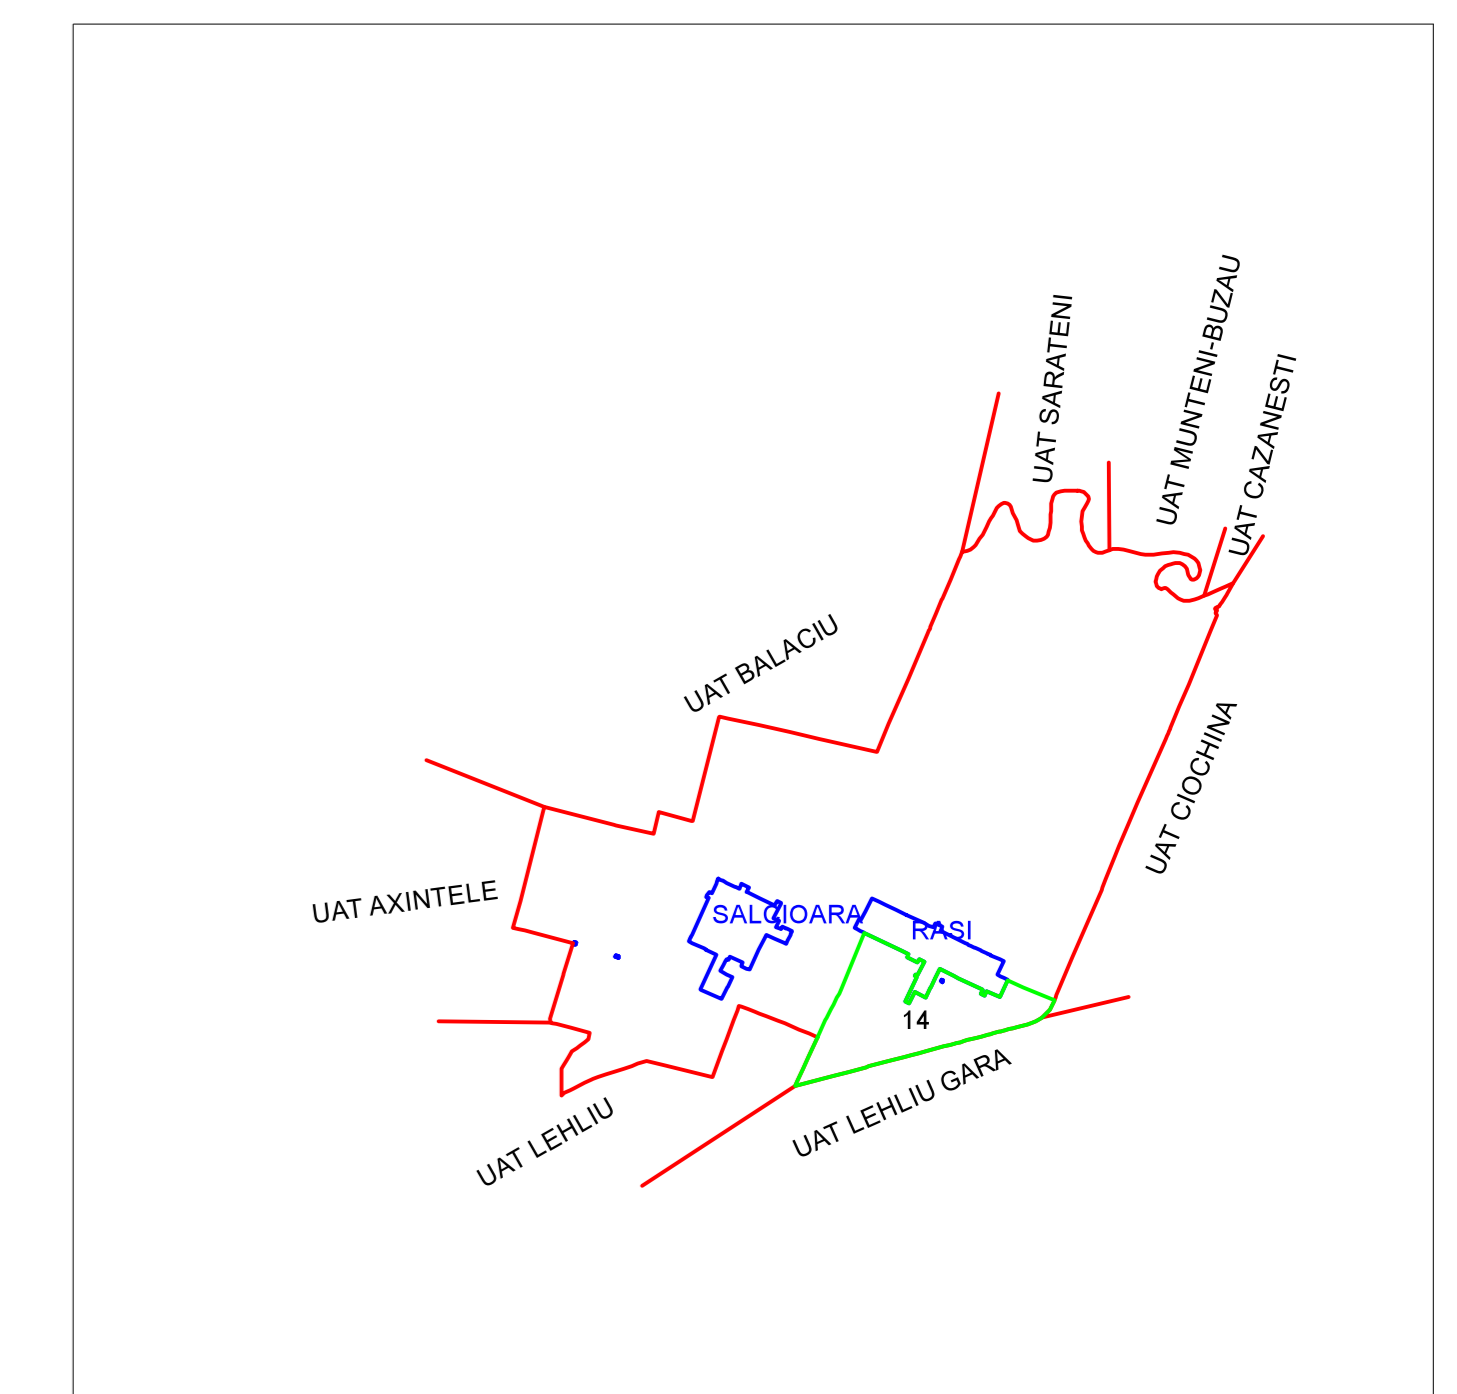 UAT SARATENI
UAT MUNTENI-BUZAU
UAT CAZANESTI
UAT BALACIU
UAT CIOCHINA
UAT AXINTELE
SALCIOARA
RASI
14
UAT LEHLIU GARA
UAT LEHLIU